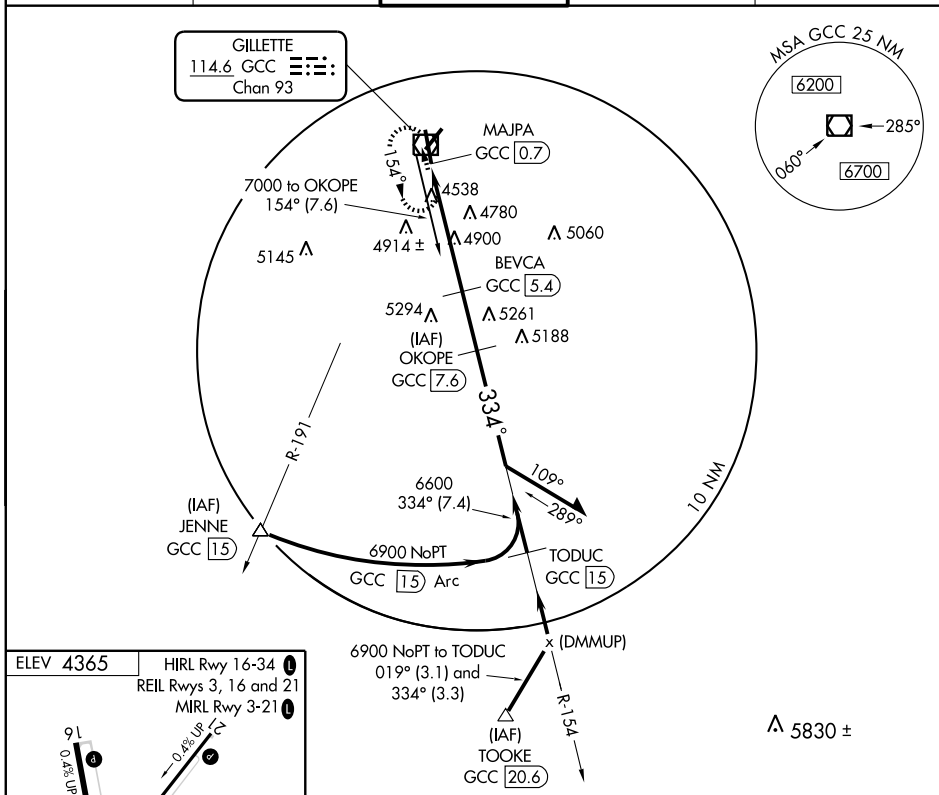 GILLETTE
114.6 GCC
Chan 93
MSA GCC 25 NM
6200
285°
060°
6700
MAJPA
GCC 0.7
154°
7000 to OKOPE
154° (7.6)
4538
4780
4914 ±
4900
5060
5145
BEVCA
GCC 5.4
5294
5261
5188
(IAF)
OKOPE
GCC 7.6
334°
R-191
109°
289°
10 NM
6600
334° (7.4)
(IAF)
JENNE
GCC 15
6900 NoPT
GCC 15 Arc
TODUC
GCC 15
x (DMMUP)
6900 NoPT to TODUC
019° (3.1) and
334° (3.3)
R-154
(IAF)
TOOKE
GCC 20.6
5830 ±
ELEV 4365
HIRL Rwy 16-34 L
REIL Rwys 3, 16 and 21
MIRL Rwy 3-21 L
16
0.4% UP
P
21
0.4% UP
P